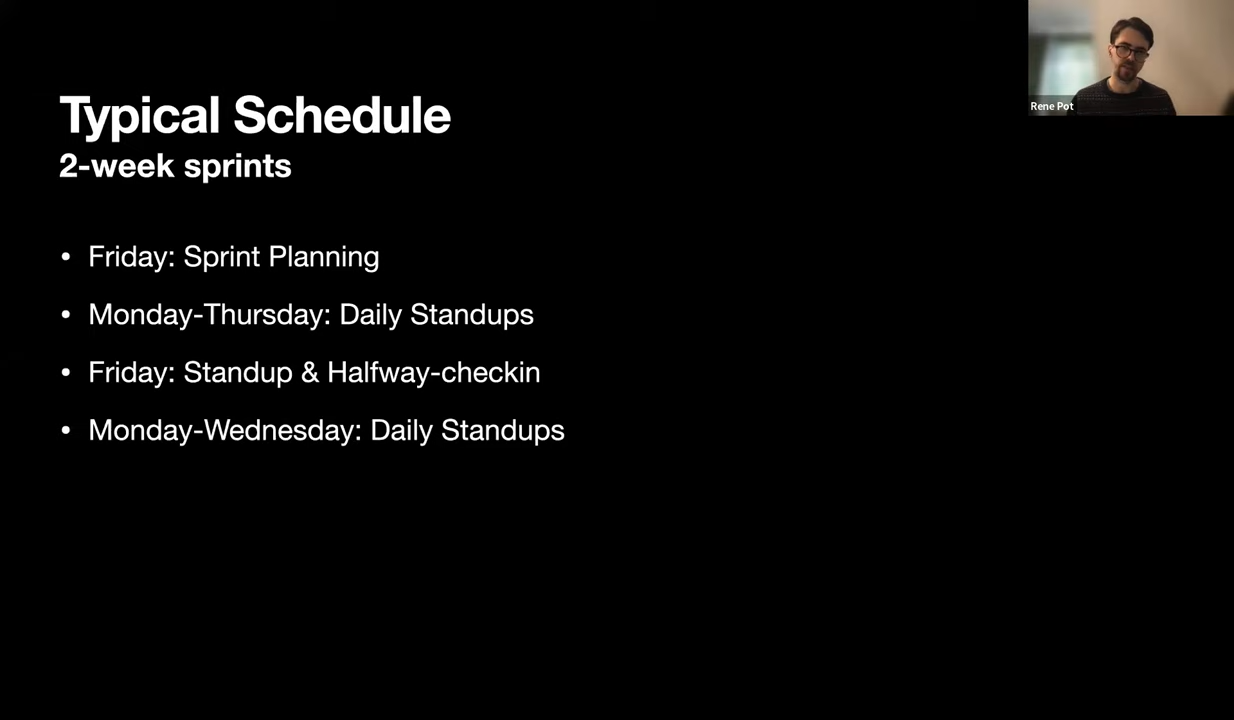 Typical Schedule
2-week sprints
• Friday: Sprint Planning
• Monday-Thursday: Daily Standups
• Friday: Standup & Halfway-checkin
• Monday-Wednesday: Daily Standups
Rene Pot